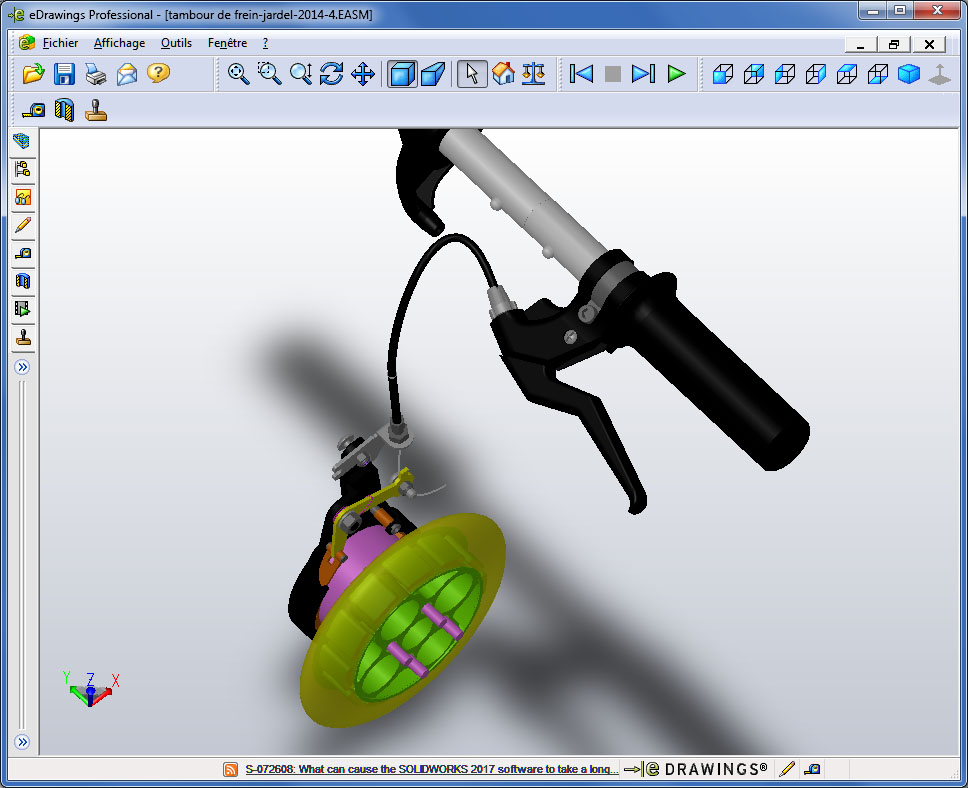 eDrawings Professional - [tambour de frein-jardel-2014-4.EASM]
Fichier Affichage Outils Fenêtre ?
Y Z X
S-072608: What can cause the SOLIDWORKS 2017 software to take a long... e DRAWINGS®